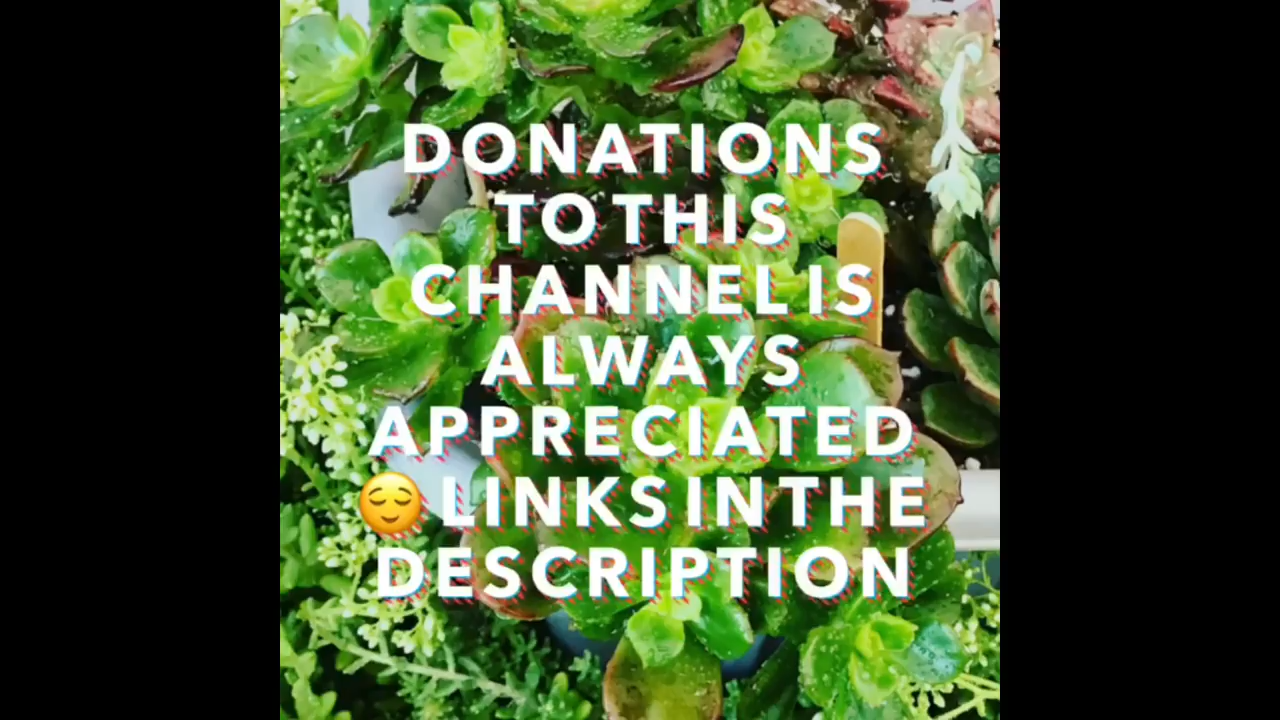 DONATIONS
TO THIS
CHANNEL IS
ALWAYS
APPRECIATED
😌 LINKS IN THE
DESCRIPTION